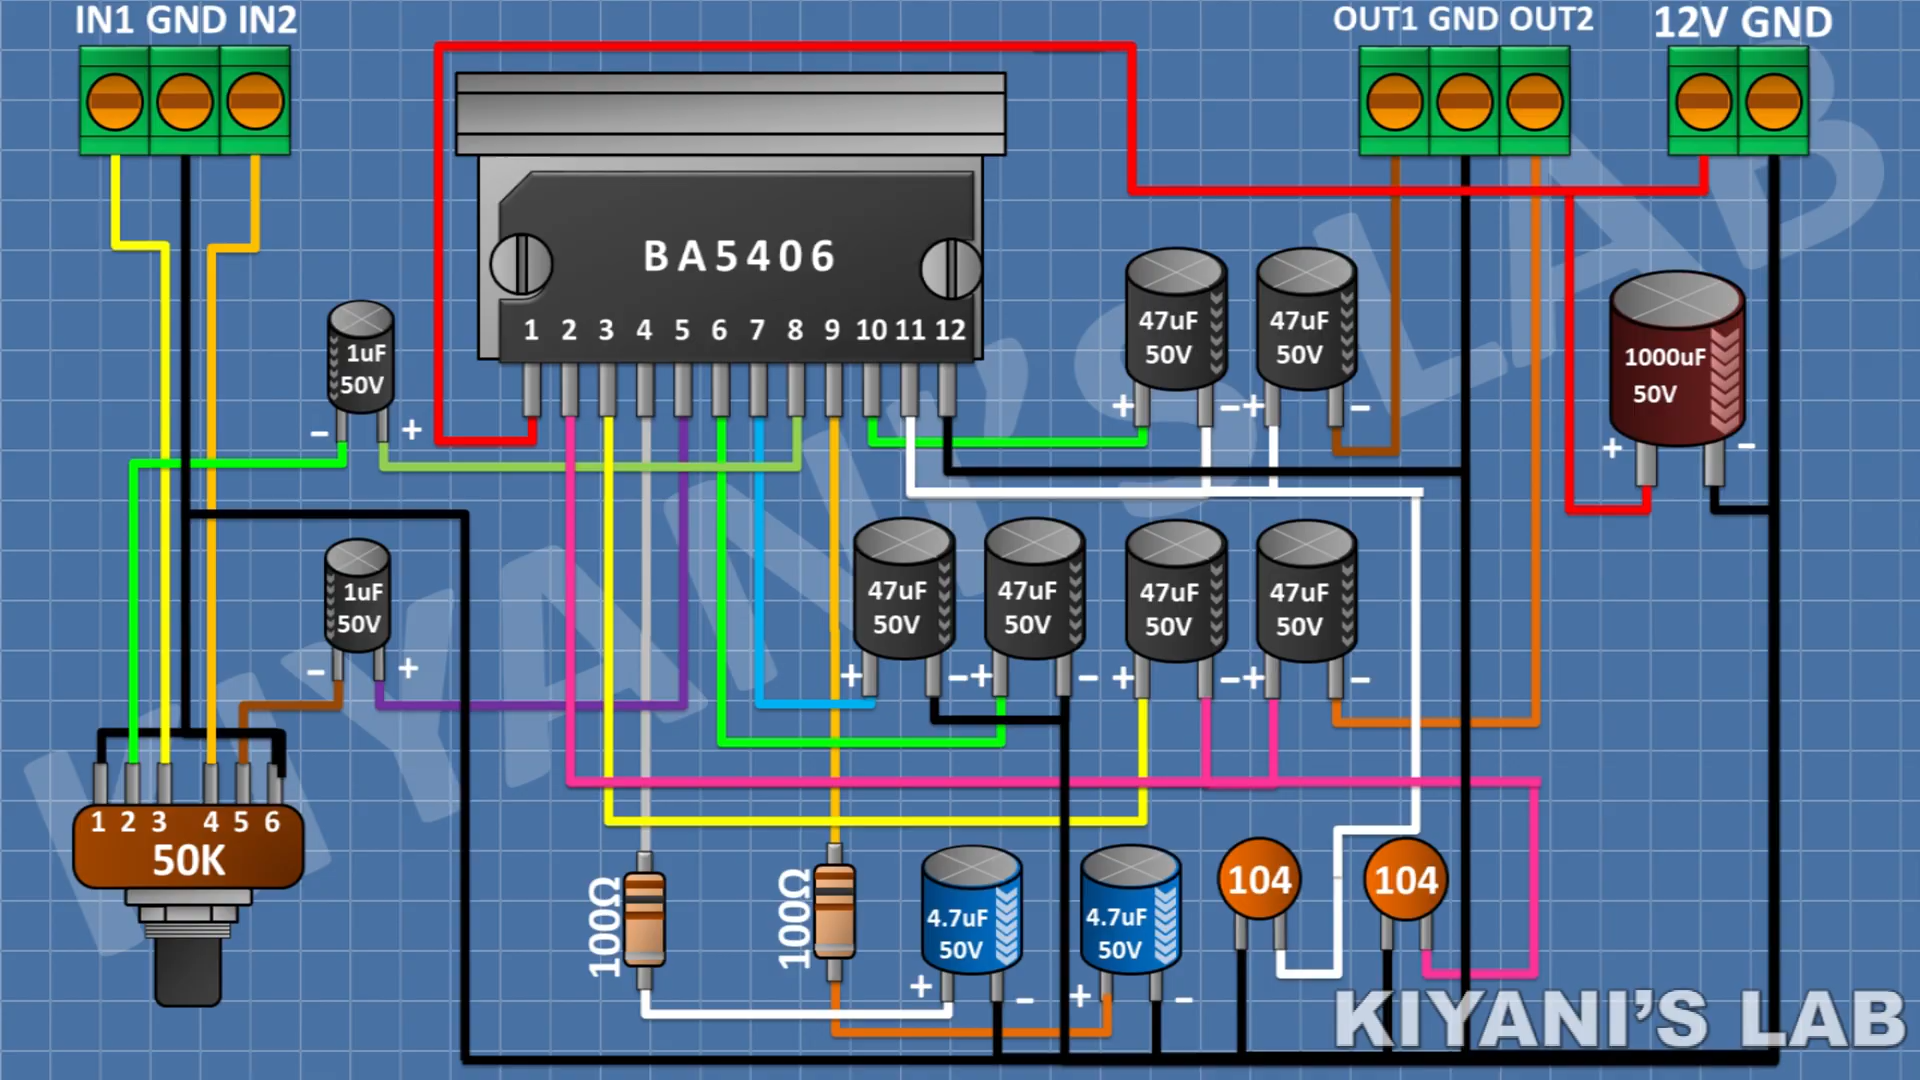 IN1 GND IN2
OUT1 GND OUT2
12V GND
BA5406
1 2 3 4 5 6 7 8 9 10 11 12
1uF
50V
- +
47uF
50V
+ -
47uF
50V
+ -
1000uF
50V
+ -
1uF
50V
- +
47uF
50V
+ -
47uF
50V
+ -
47uF
50V
+ -
47uF
50V
+ -
1 2 3 4 5 6
50K
100Ω
100Ω
4.7uF
50V
+ -
4.7uF
50V
+ -
104
104
KIYANI'S LAB
KIYANI'S LAB